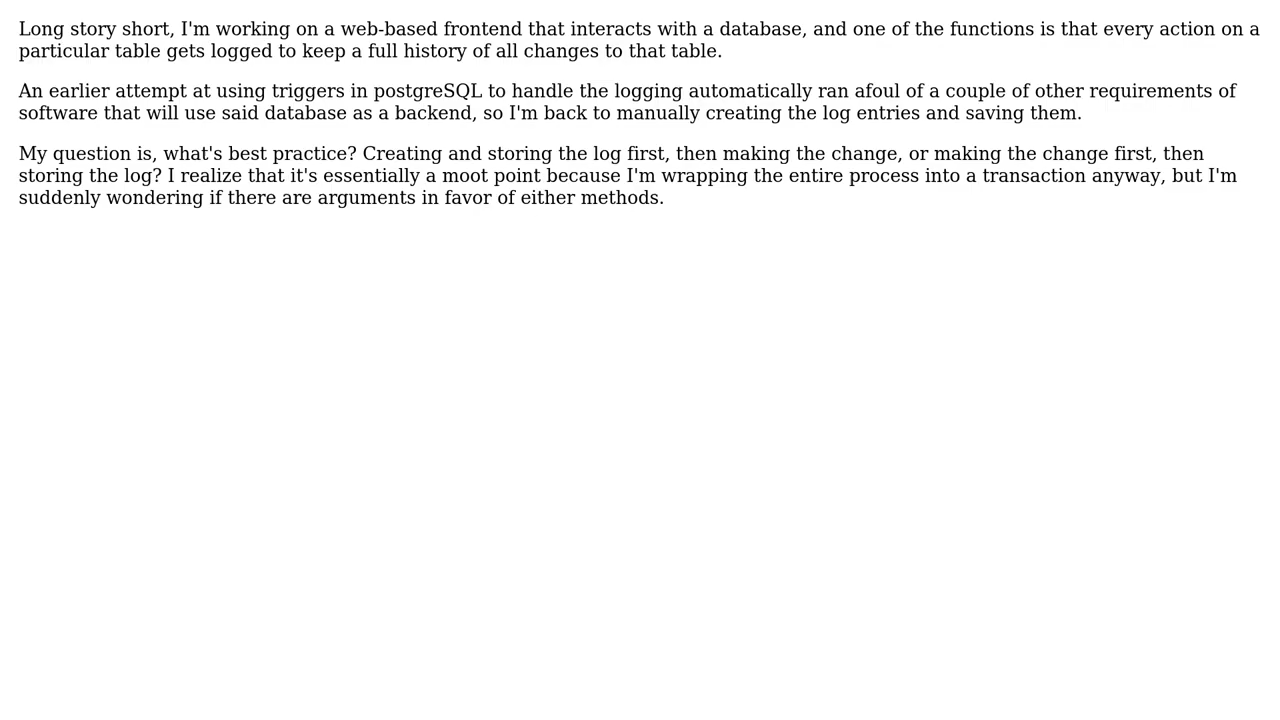 Long story short, I'm working on a web-based frontend that interacts with a database, and one of the functions is that every action on a
particular table gets logged to keep a full history of all changes to that table.
An earlier attempt at using triggers in postgreSQL to handle the logging automatically ran afoul of a couple of other requirements of
software that will use said database as a backend, so I'm back to manually creating the log entries and saving them.
My question is, what's best practice? Creating and storing the log first, then making the change, or making the change first, then
storing the log? I realize that it's essentially a moot point because I'm wrapping the entire process into a transaction anyway, but I'm
suddenly wondering if there are arguments in favor of either methods.